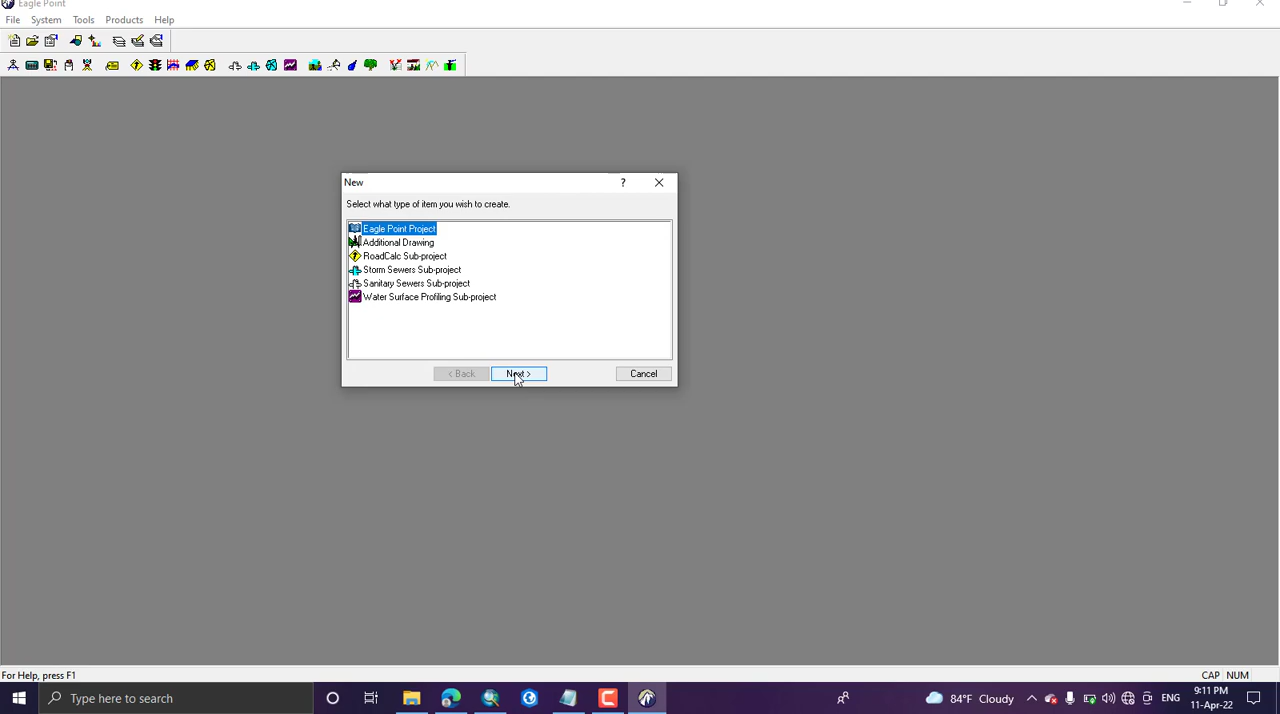 Eagle Point
File System Tools Products Help
New
Select what type of item you wish to create.
Eagle Point Project
Additional Drawing
RoadCalc Sub-project
Storm Sewers Sub-project
Sanitary Sewers Sub-project
Water Surface Profiling Sub-project
< Back Next > Cancel
For Help, press F1 CAP NUM
Type here to search 84°F Cloudy ENG 9:11 PM
11-Apr-22